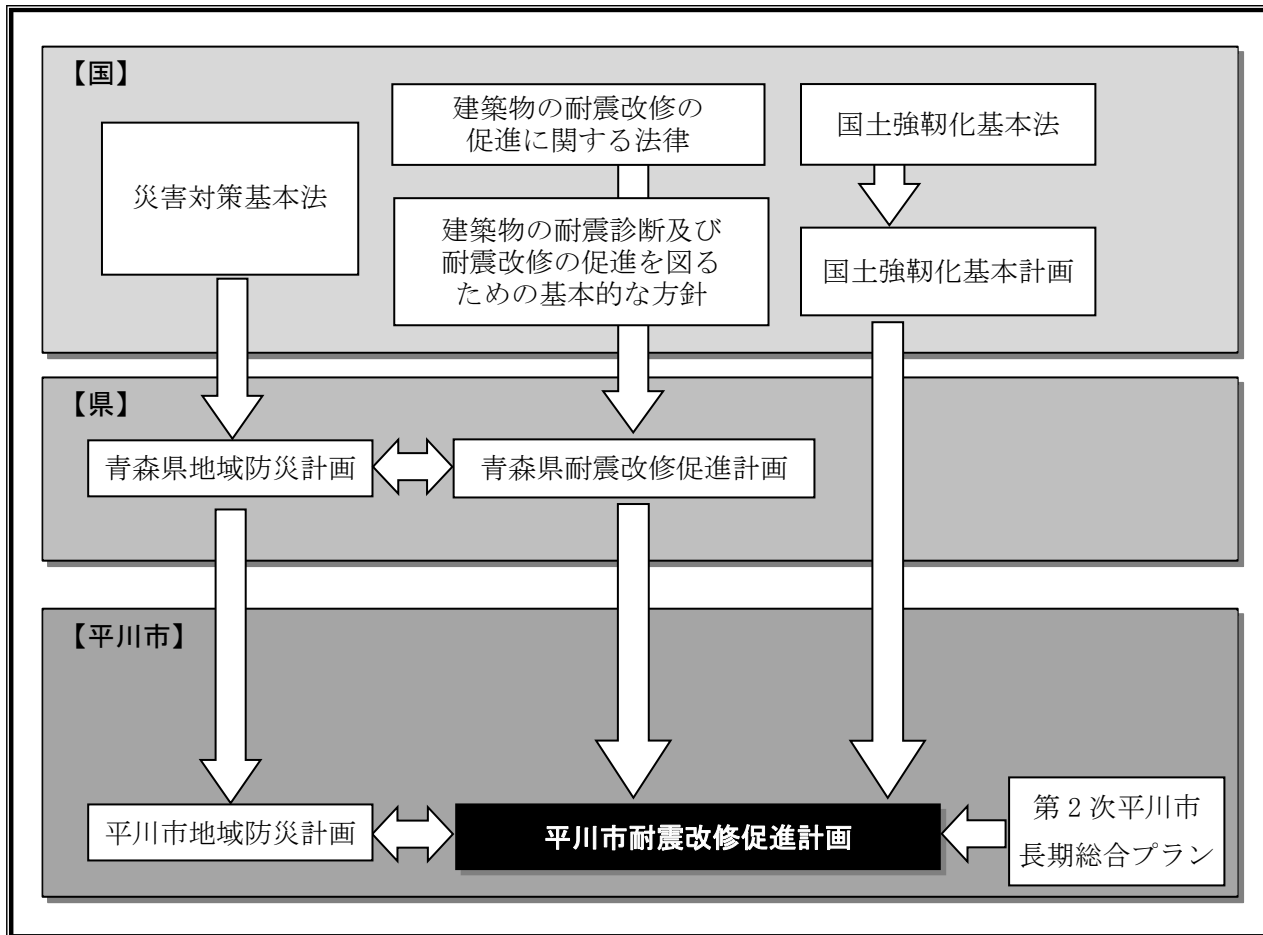 【国】
災害対策基本法
建築物の耐震改修の
促進に関する法律
建築物の耐震診断及び
耐震改修の促進を図る
ための基本的な方針
国土強靭化基本法
国土強靭化基本計画
【県】
青森県地域防災計画
青森県耐震改修促進計画
【平川市】
平川市地域防災計画
平川市耐震改修促進計画
第2次平川市
長期総合プラン